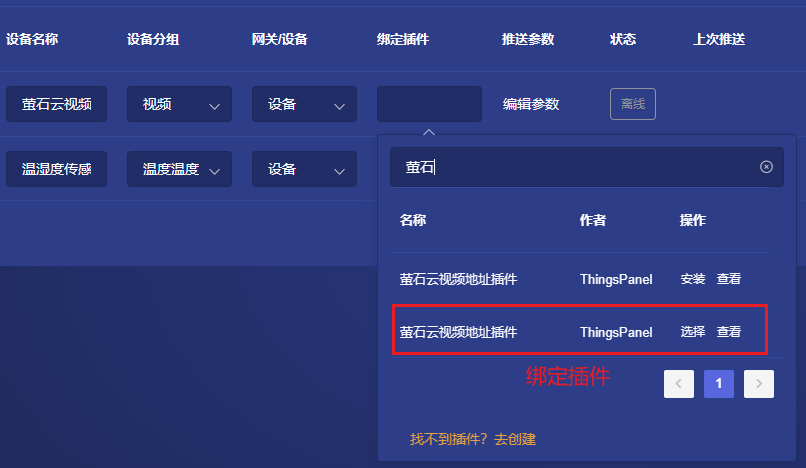 设备名称 设备分组 网关/设备 绑定插件 推送参数 状态 上次推送
萤石云视频 视频 设备 编辑参数 离线
温湿度传感 温度温度 设备
萤石
名称 作者 操作
萤石云视频地址插件 ThingsPanel 安装 查看
萤石云视频地址插件 ThingsPanel 选择 查看
绑定插件
1
找不到插件？去创建